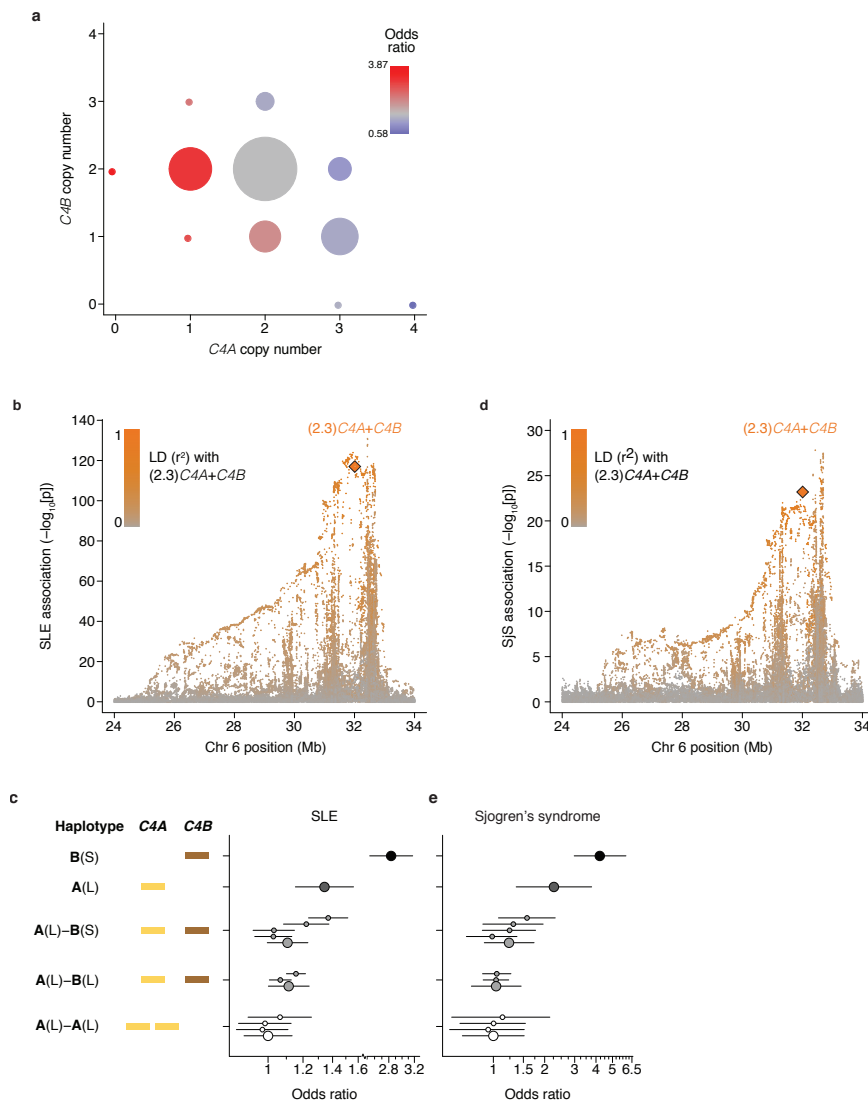 a
Odds
ratio
3.87
0.58
4
3
2
1
0
C4B copy number
0 1 2 3 4
C4A copy number
b
(2.3)C4A+C4B
1
0
LD (r²) with
(2.3)C4A+C4B
140
120
100
80
60
40
20
0
SLE association (−log₁₀[p])
24 26 28 30 32 34
Chr 6 position (Mb)
d
(2.3)C4A+C4B
1
0
LD (r²) with
(2.3)C4A+C4B
30
25
20
15
10
5
0
SjS association (−log₁₀[p])
24 26 28 30 32 34
Chr 6 position (Mb)
c
SLE
Haplotype C4A C4B
B(S)
A(L)
A(L)−B(S)
A(L)−B(L)
A(L)−A(L)
1 1.2 1.4 1.6 2.8 3.2
Odds ratio
e
Sjogren's syndrome
1 1.5 2 3 4 5 6.5
Odds ratio